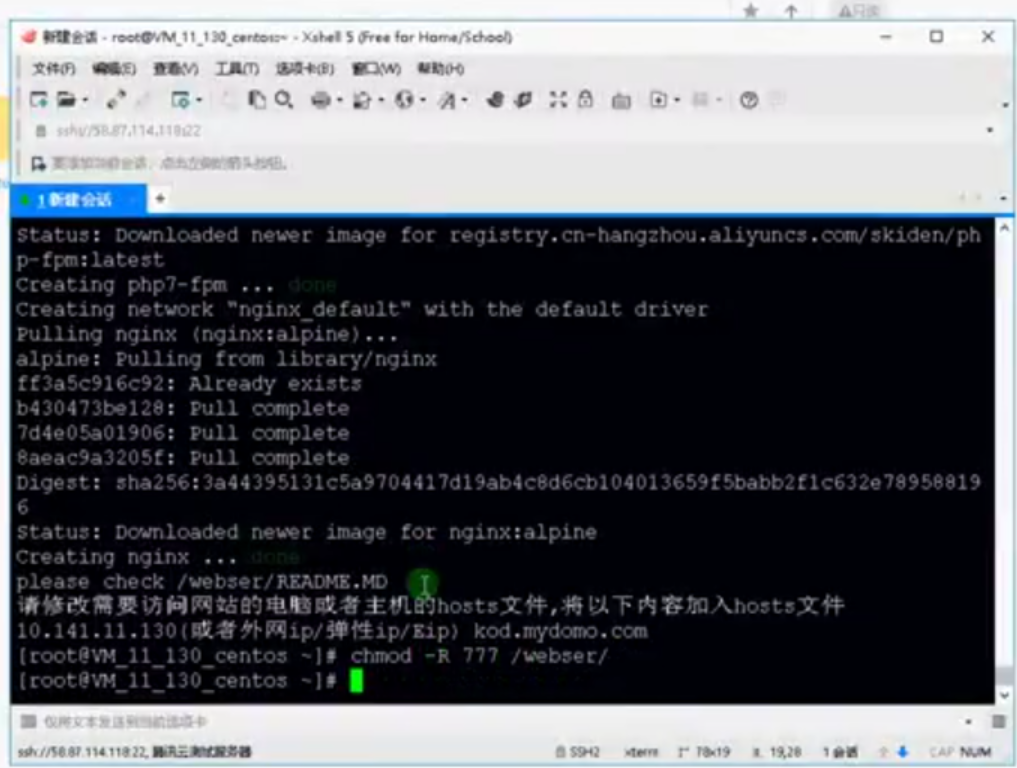 新建会话 - root@VM_11_130_centos:~ - Xshell 5 (Free for Home/School)
文件(F) 编辑(E) 查看(V) 工具(T) 选项卡(B) 窗口(W) 帮助(H)
ssh://58.87.114.118:22
要添加当前会话，点击左侧的箭头按钮。
1 新建会话 +
Status: Downloaded newer image for registry.cn-hangzhou.aliyuncs.com/skiden/ph
p-fpm:latest
Creating php7-fpm ... done
Creating network "nginx_default" with the default driver
Pulling nginx (nginx:alpine)...
alpine: Pulling from library/nginx
ff3a5c916c92: Already exists
b430473be128: Pull complete
7d4e05a01906: Pull complete
8aeac9a3205f: Pull complete
Digest: sha256:3a44395131c5a9704417d19ab4c8d6cb104013659f5babb2f1c632e78958819
6
Status: Downloaded newer image for nginx:alpine
Creating nginx ... done
please check /webser/README.MD
请修改需要访问网站的电脑或者主机的hosts文件,将以下内容加入hosts文件
10.141.11.130(或者外网ip/弹性ip/Eip) kod.mydomo.com
[root@VM_11_130_centos ~]# chmod -R 777 /webser/
[root@VM_11_130_centos ~]#
仅将文本发送到当前选项卡
ssh://58.87.114.118:22, 腾讯云测试服务器 SSH2 xterm 78x19 19,28 1 会话 CAP NUM